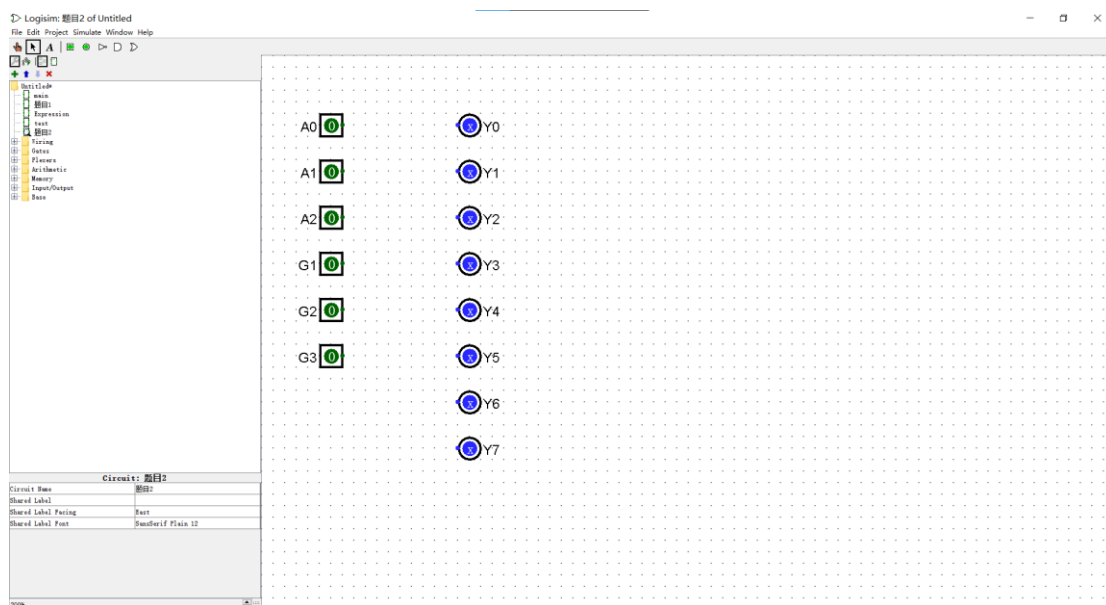 Logisim: 题目2 of Untitled
File Edit Project Simulate Window Help
A
Untitled*
main
题目1
Expression
test
题目2
Wiring
Gates
Plexers
Arithmetic
Memory
Input/Output
Base
A0 0
A1 0
A2 0
G1 0
G2 0
G3 0
x Y0
x Y1
x Y2
x Y3
x Y4
x Y5
x Y6
x Y7
Circuit: 题目2
Circuit Name 题目2
Shared Label
Shared Label Facing East
Shared Label Font SansSerif Plain 12